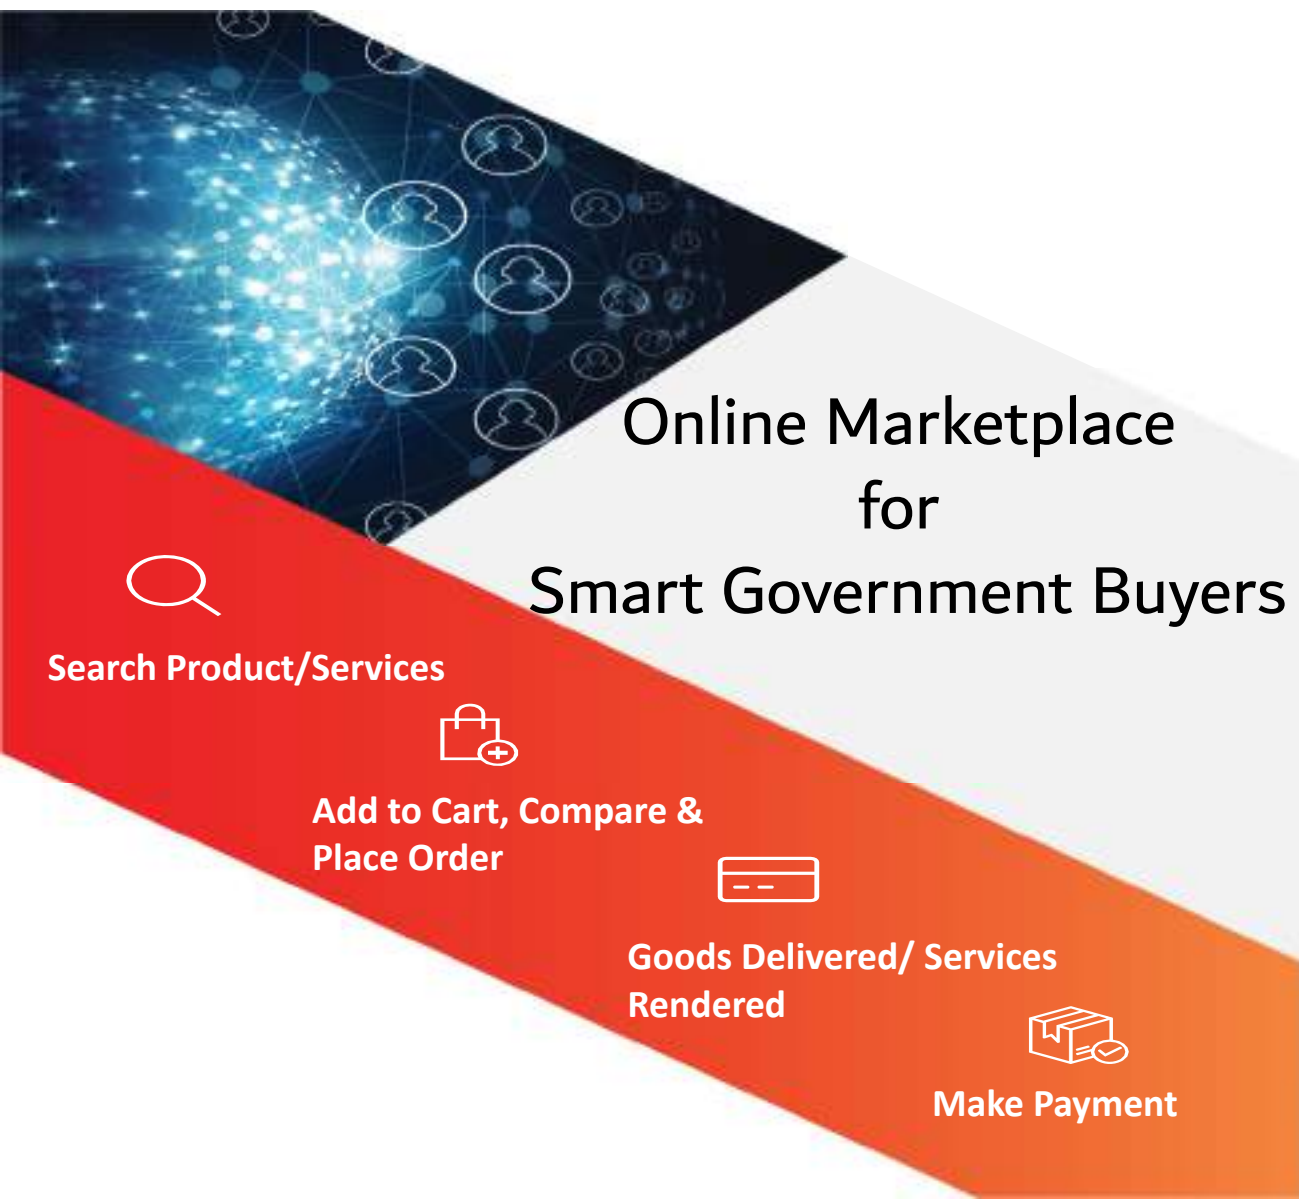 Online Marketplace
for
Smart Government Buyers
Search Product/Services
Add to Cart, Compare &
Place Order
Goods Delivered/ Services
Rendered
Make Payment